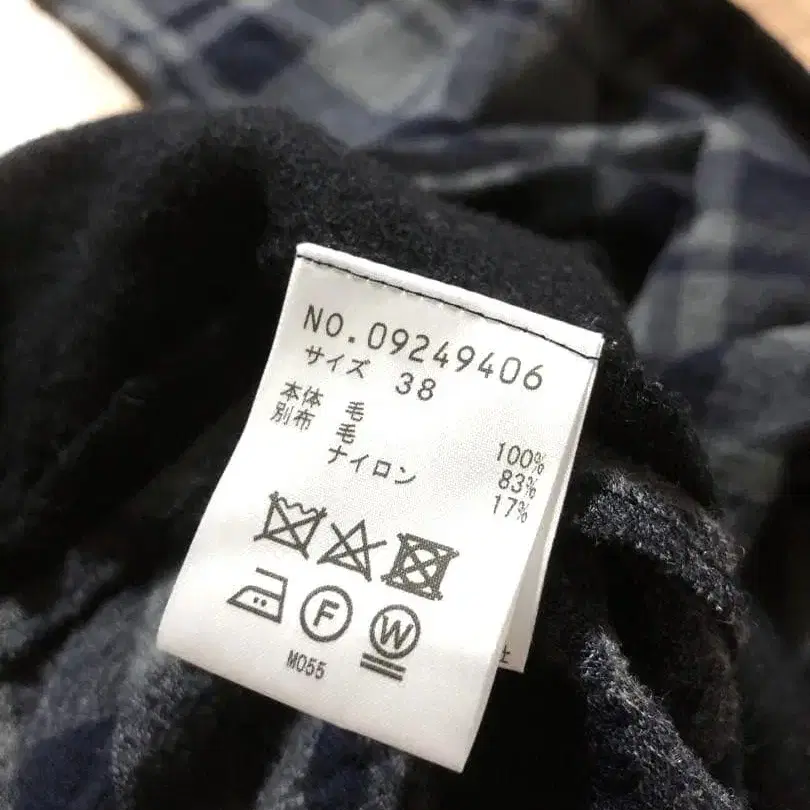 NO.09249406
サイズ 38
本体 毛 100%
別布 毛 83%
ナイロン 17%
F W
M055
社